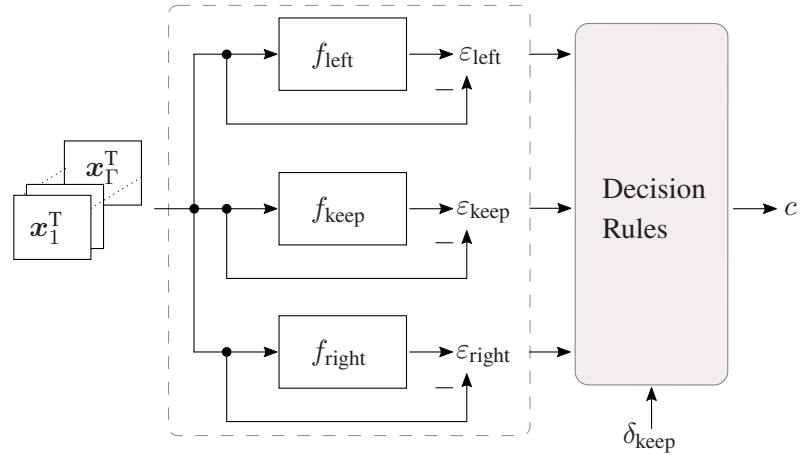 f_left
ε_left
−
x_Γ^T
x_1^T
f_keep
ε_keep
−
Decision
Rules
c
f_right
ε_right
−
δ_keep